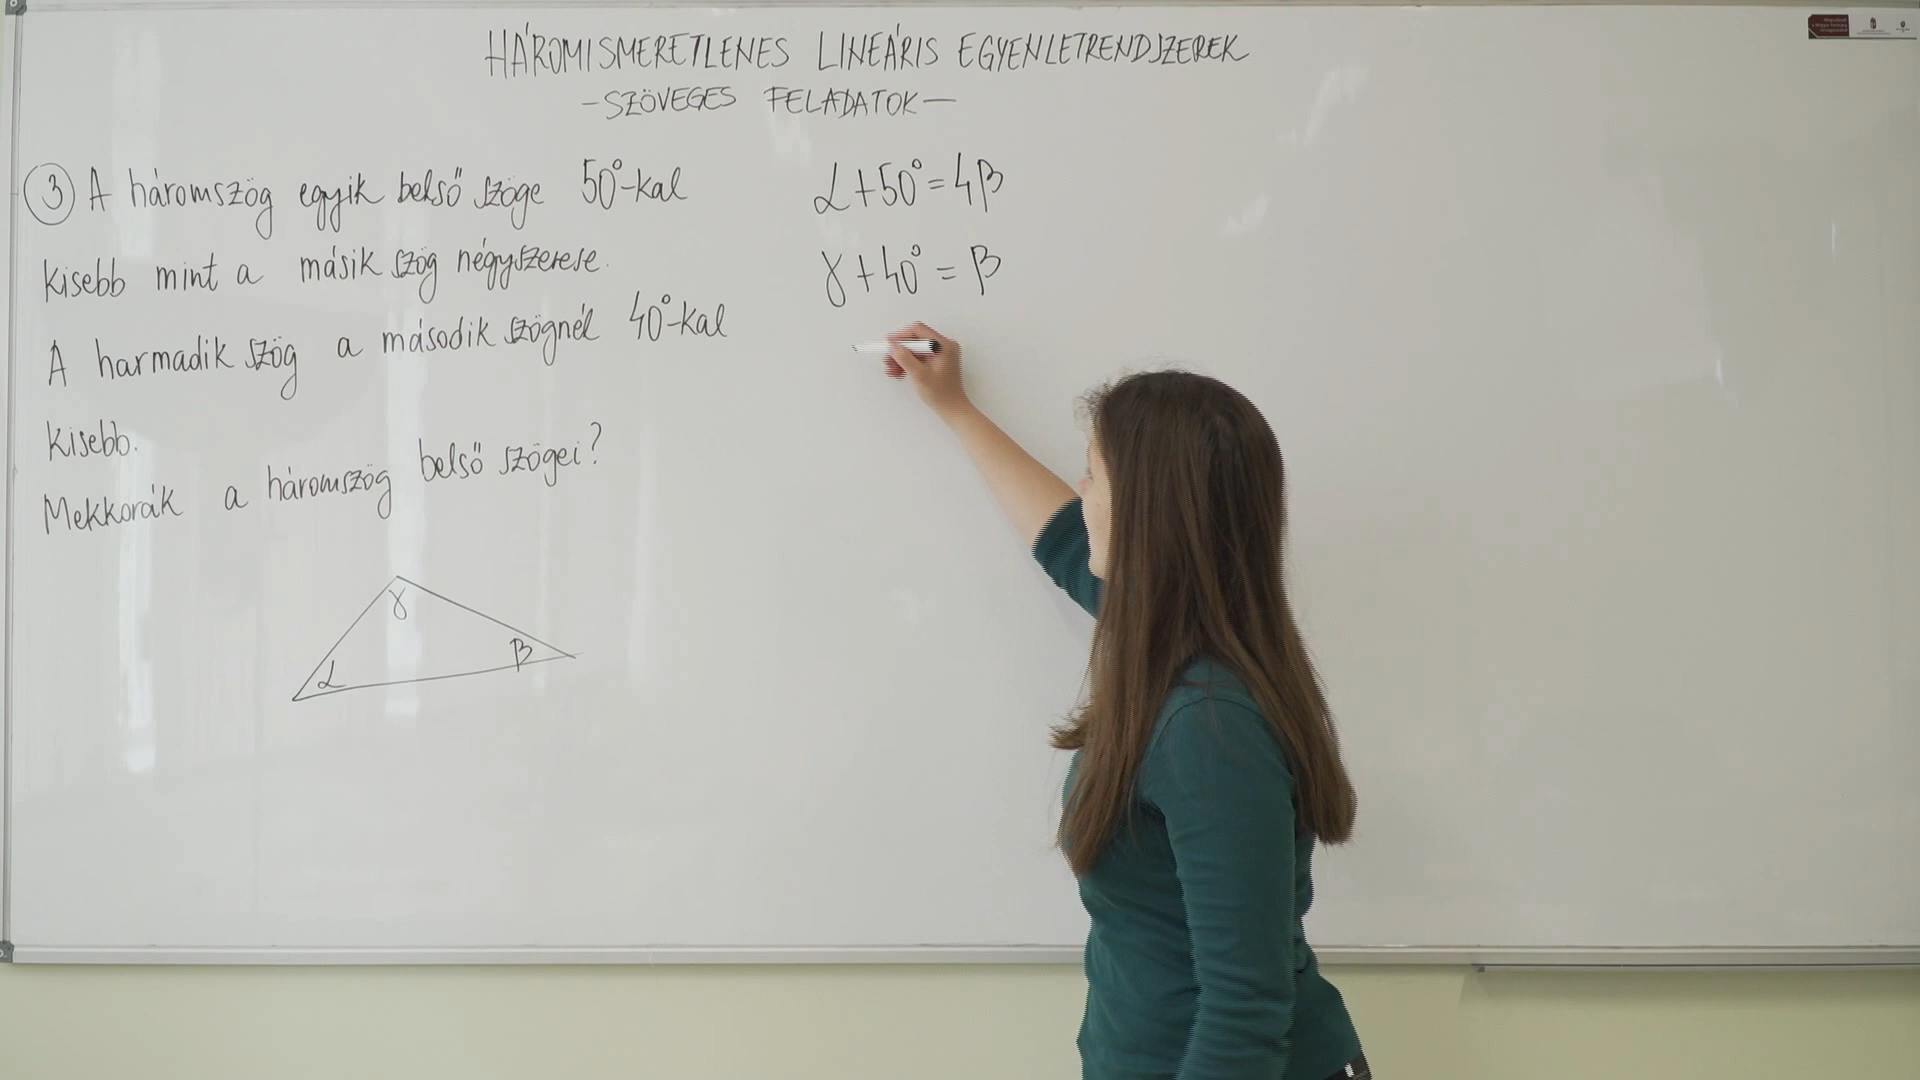 HÁROMISMERETLENES LINEÁRIS EGYENLETRENDSZEREK
-SZÖVEGES FELADATOK-
③ A háromszög egyik belső szöge 50°-kal
kisebb mint a másik szög négyszerese.
A harmadik szög a második szögnél 40°-kal
kisebb.
Mekkorák a háromszög belső szögei?
α+50°=4β
γ+40°=β
γ
α
β